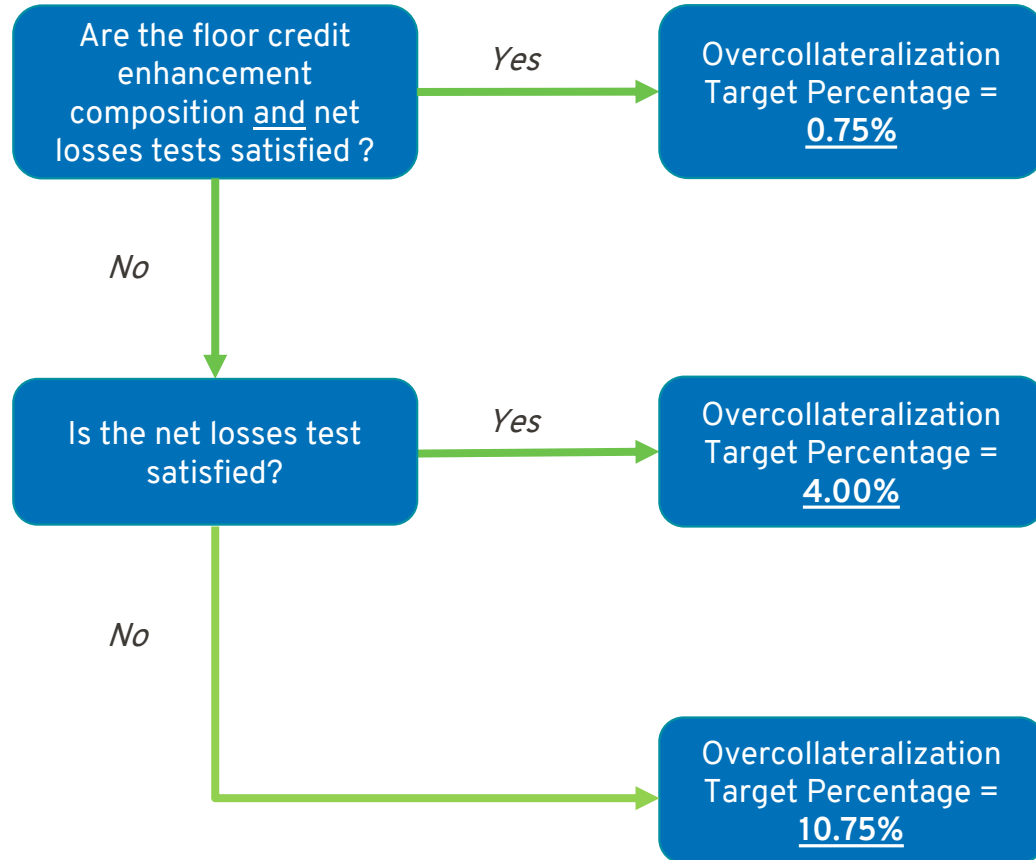 Are the floor credit
enhancement
composition and net
losses tests satisfied ?
Yes
Overcollateralization
Target Percentage =
0.75%
No
Is the net losses test
satisfied?
Yes
Overcollateralization
Target Percentage =
4.00%
No
Overcollateralization
Target Percentage =
10.75%